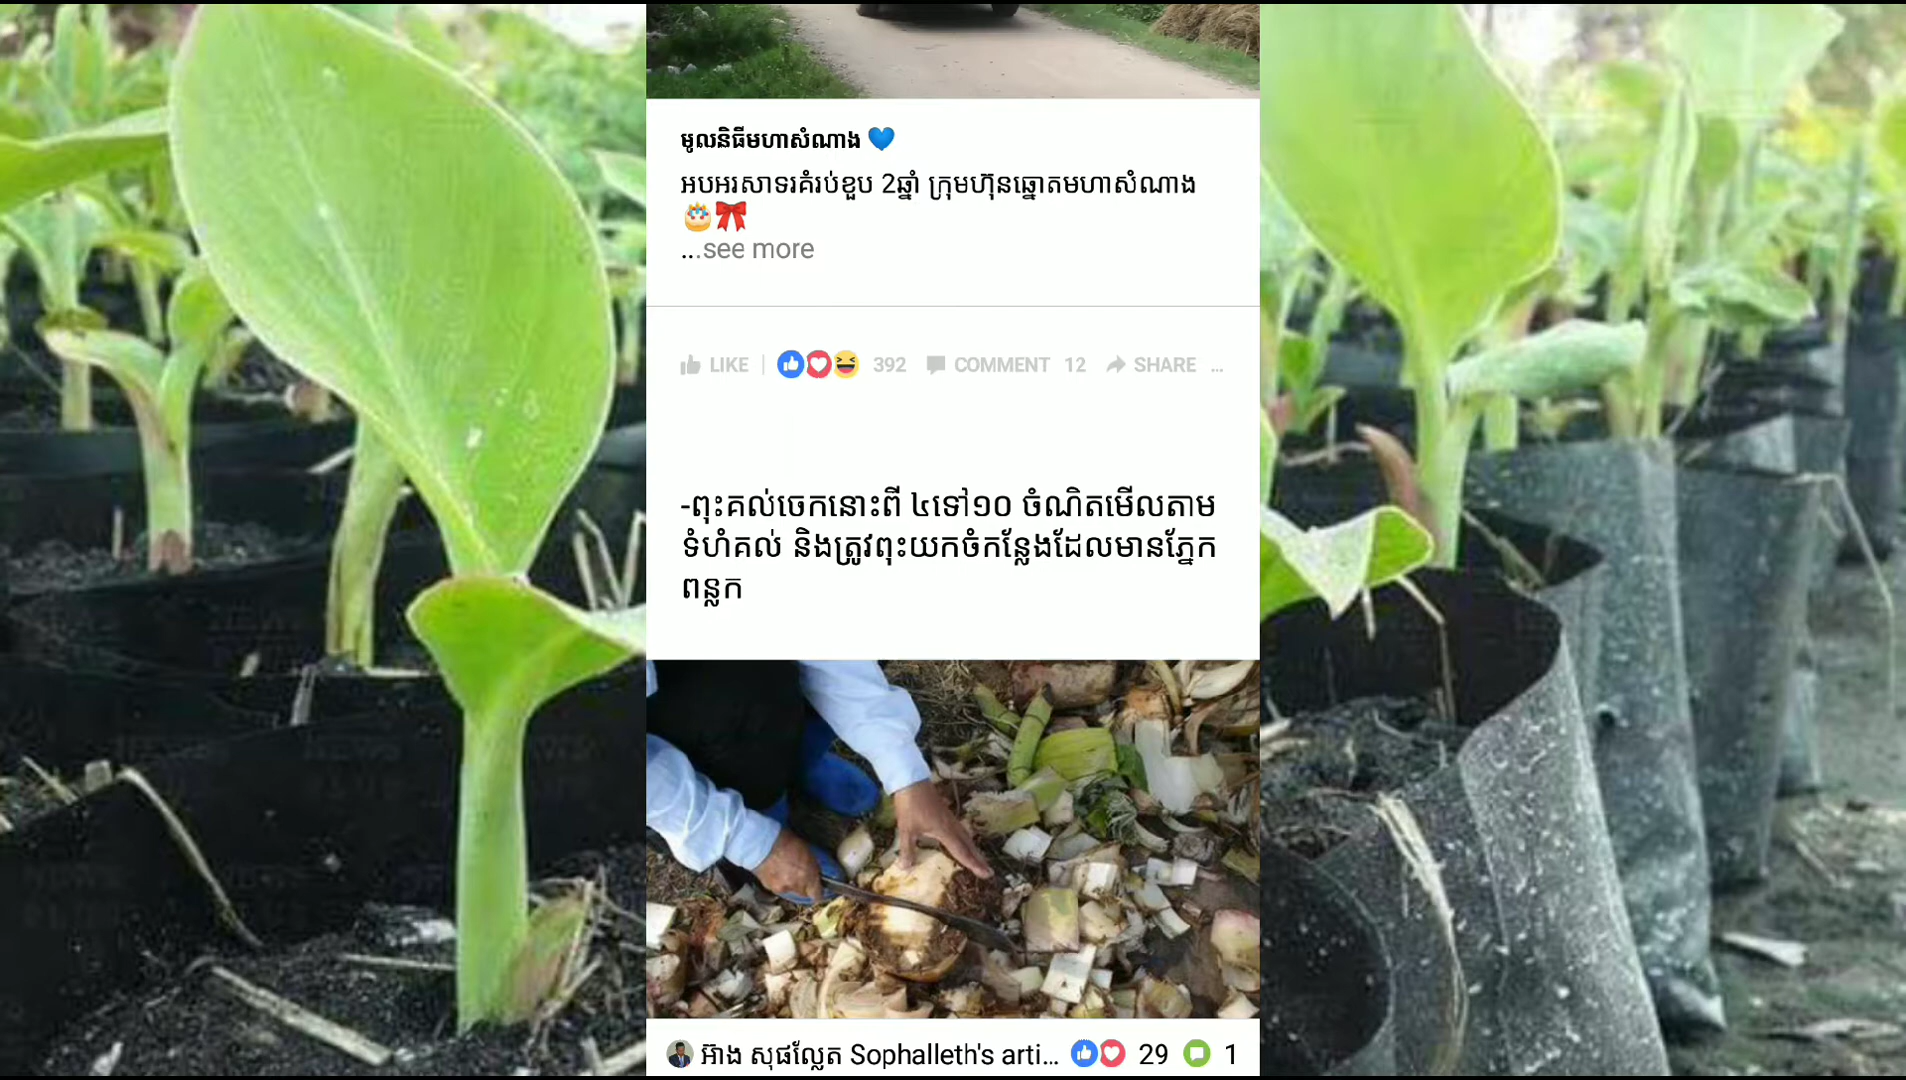 មូលនិធីមហាសំណាង 💙
អបអរសាទរគំរប់ខួប 2ឆ្នាំ ក្រុមហ៊ុនឆ្នោតមហាសំណាង
🎂🎀
...see more
LIKE 392 COMMENT 12 SHARE ...
-ពុះគល់ចេកនោះពី ៤ទៅ១០ ចំណិតមើលតាម
ទំហំគល់ និងត្រូវពុះយកចំកន្លែងដែលមានភ្នែក
ពន្លក
អ៊ាង សុផល្លែត Sophalleth's arti... 29 1